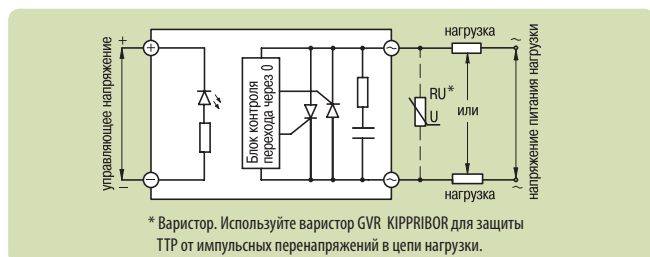 нагрузка
+
+
~
~
управляющее напряжение
Блок контроля
перехода через 0
RU*
U
или
напряжение питания нагрузки
−
−
~
~
нагрузка
* Варистор. Используйте варистор GVR KIPPRIBOR для защиты
ТТР от импульсных перенапряжений в цепи нагрузки.